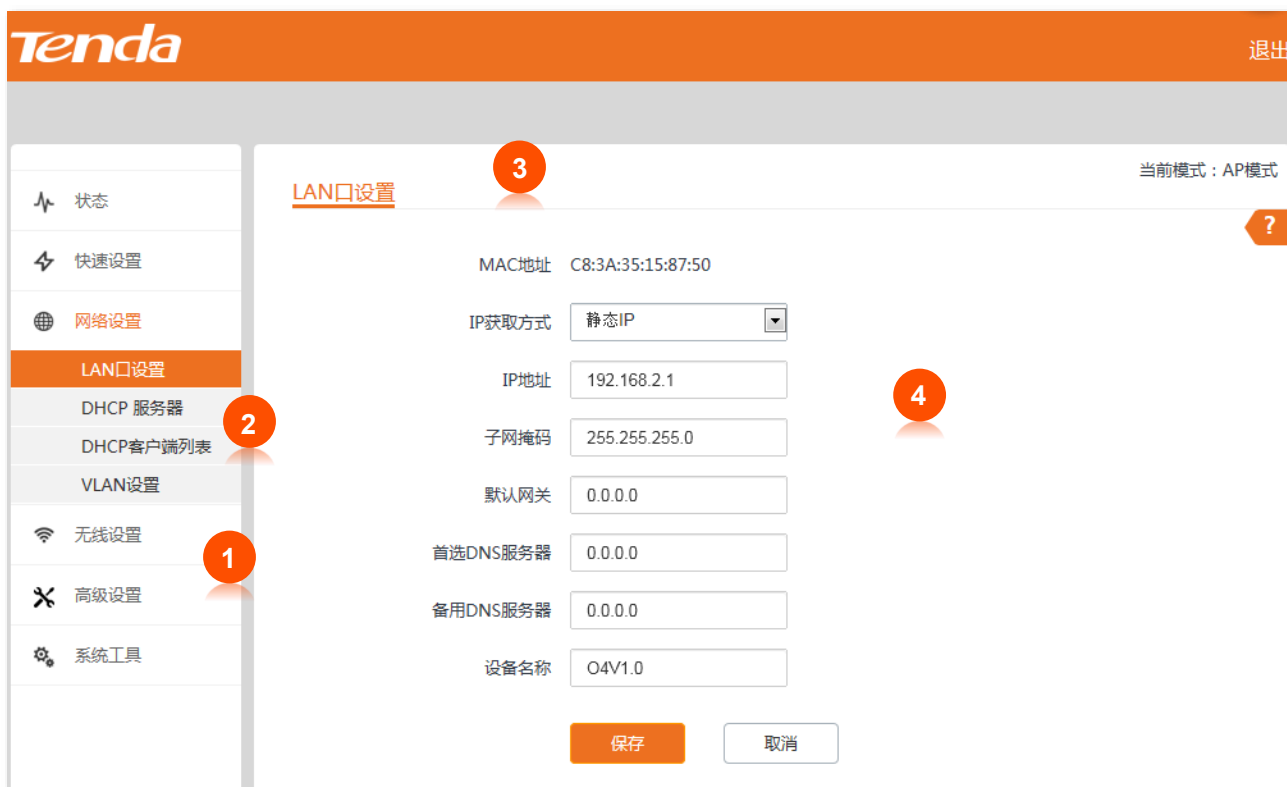 Tenda
退出
当前模式：AP模式
3
LAN口设置
?
状态
快速设置
网络设置
LAN口设置
DHCP 服务器
2
DHCP客户端列表
VLAN设置
无线设置
1
高级设置
系统工具
MAC地址 C8:3A:35:15:87:50
IP获取方式 静态IP
IP地址 192.168.2.1
4
子网掩码 255.255.255.0
默认网关 0.0.0.0
首选DNS服务器 0.0.0.0
备用DNS服务器 0.0.0.0
设备名称 O4V1.0
保存 取消